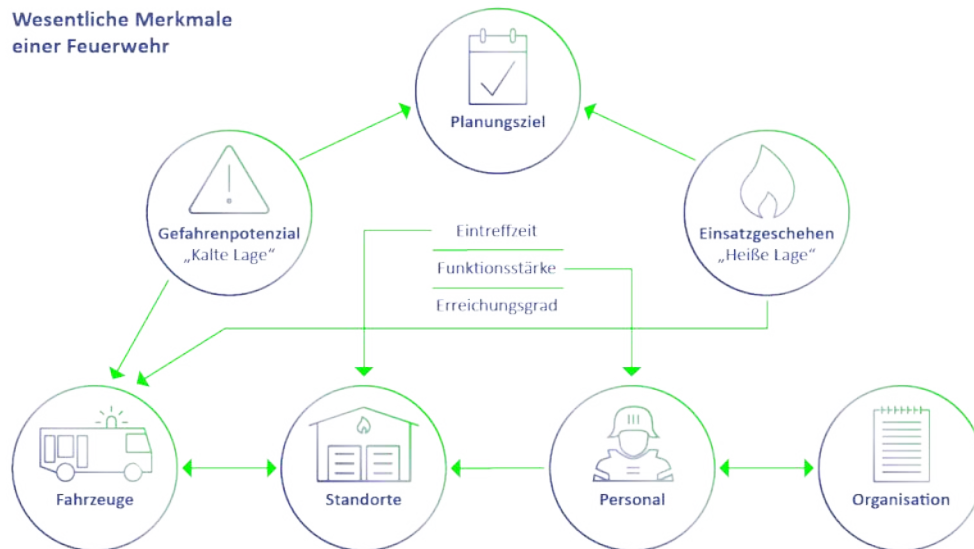 Wesentliche Merkmale
einer Feuerwehr
Planungsziel
Gefahrenpotenzial
„Kalte Lage“
Einsatzgeschehen
„Heiße Lage“
Eintreffzeit
Funktionsstärke
Erreichungsgrad
Fahrzeuge
Standorte
Personal
Organisation